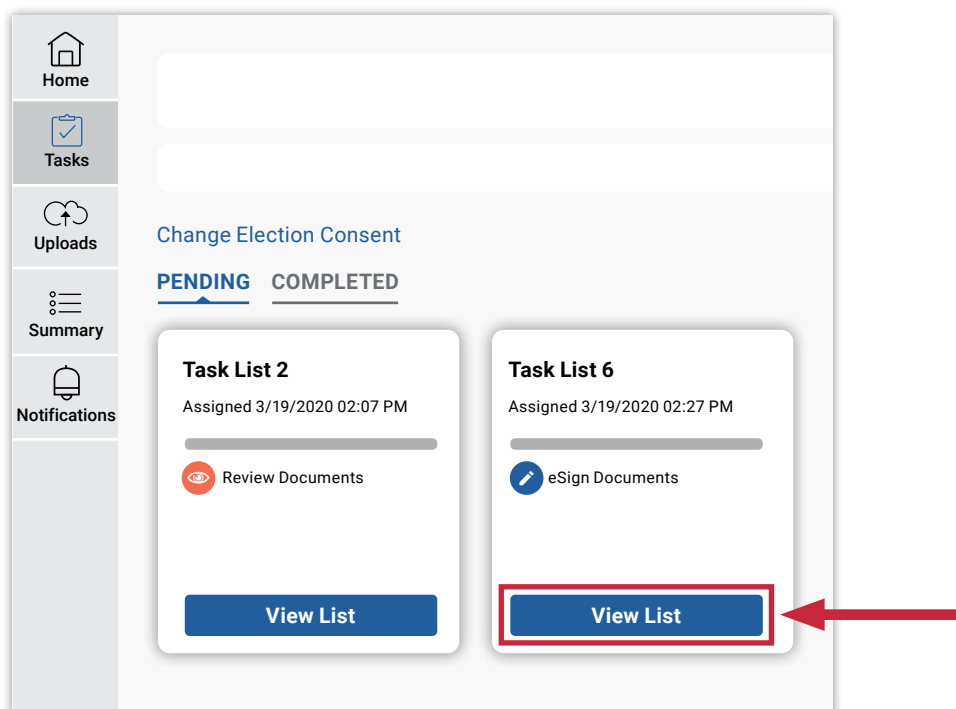 Home
Tasks
Uploads
Summary
Notifications
Change Election Consent
PENDING COMPLETED
Task List 2
Assigned 3/19/2020 02:07 PM
Review Documents
View List
Task List 6
Assigned 3/19/2020 02:27 PM
eSign Documents
View List